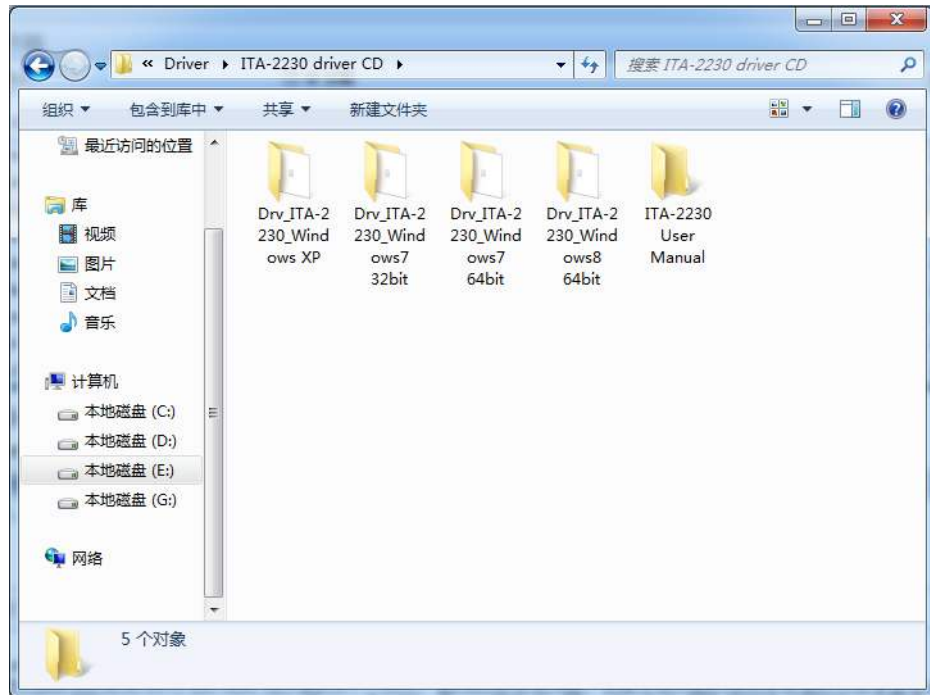 « Driver ▸ ITA-2230 driver CD ▸
搜索 ITA-2230 driver CD
组织 包含到库中 共享 新建文件夹
最近访问的位置
库
视频
图片
文档
音乐
计算机
本地磁盘 (C:)
本地磁盘 (D:)
本地磁盘 (E:)
本地磁盘 (G:)
网络
Drv_ITA-2
230_Wind
ows XP
Drv_ITA-2
230_Wind
ows7
32bit
Drv_ITA-2
230_Wind
ows7
64bit
Drv_ITA-2
230_Wind
ows8
64bit
ITA-2230
User
Manual
5 个对象